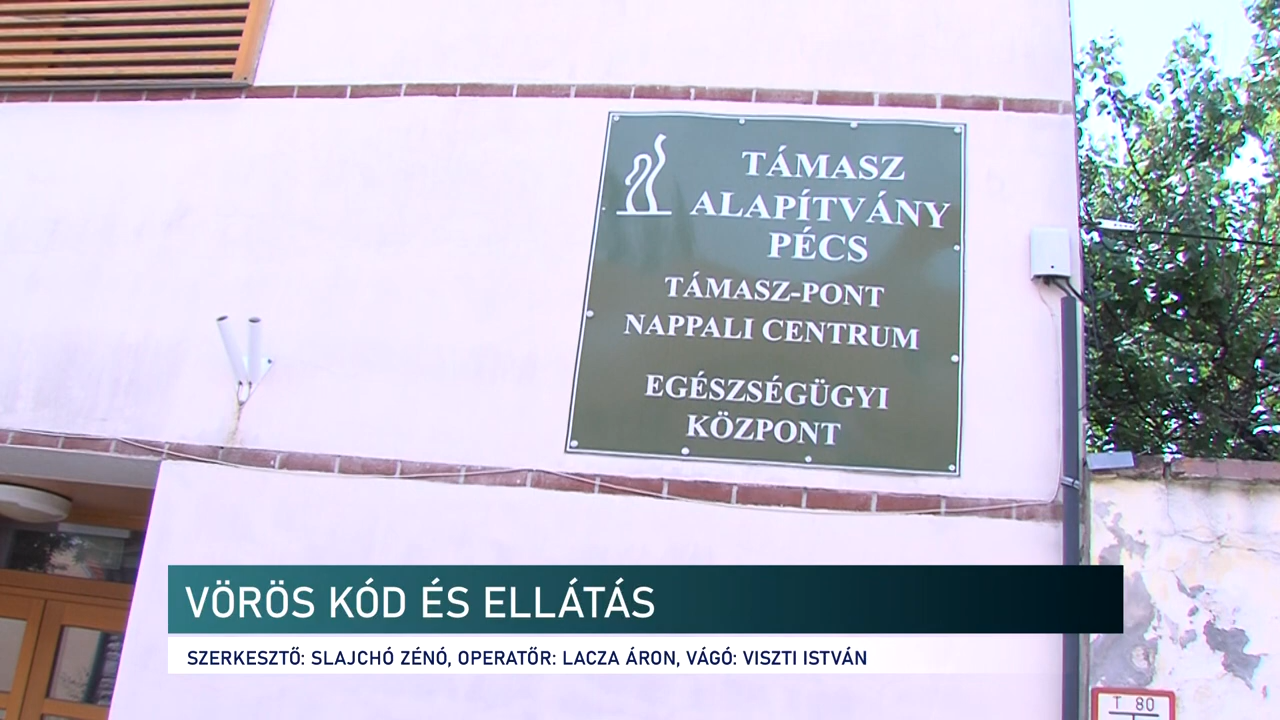 TÁMASZ
ALAPÍTVÁNY
PÉCS
TÁMASZ-PONT
NAPPALI CENTRUM
EGÉSZSÉGÜGYI
KÖZPONT
VÖRÖS KÓD ÉS ELLÁTÁS
SZERKESZTŐ: SLAJCHÓ ZÉNÓ, OPERATŐR: LACZA ÁRON, VÁGÓ: VISZTI ISTVÁN
T 80